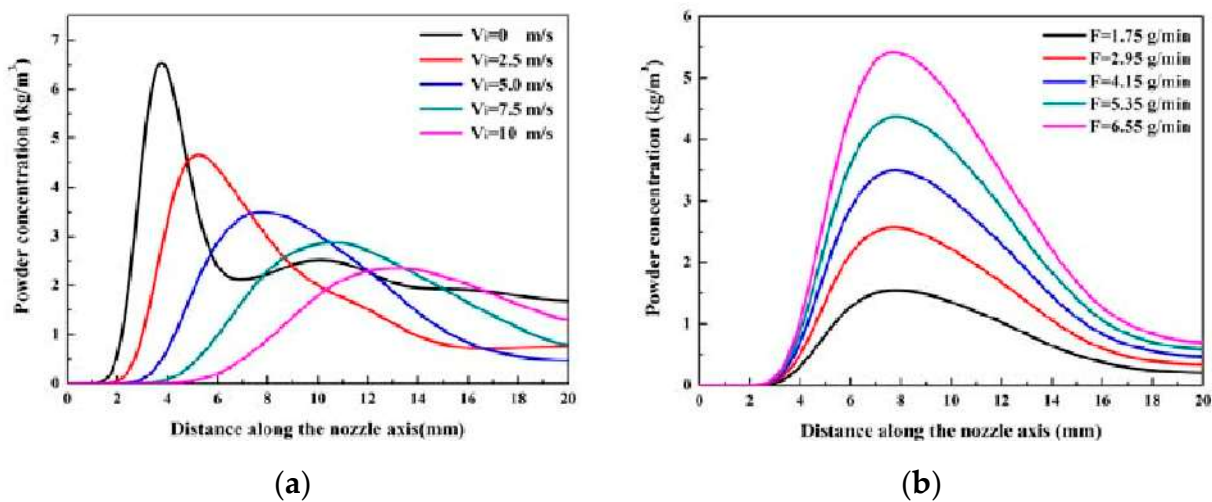 7
6
5
4
3
2
1
0
Powder concentration (kg/m³)
Vi=0 m/s
Vi=2.5 m/s
Vi=5.0 m/s
Vi=7.5 m/s
Vi=10 m/s
0 2 4 6 8 10 12 14 16 18 20
Distance along the nozzle axis(mm)
(a)
6
5
4
3
2
1
0
Powder concentration (kg/m³)
F=1.75 g/min
F=2.95 g/min
F=4.15 g/min
F=5.35 g/min
F=6.55 g/min
0 2 4 6 8 10 12 14 16 18 20
Distance along the nozzle axis (mm)
(b)